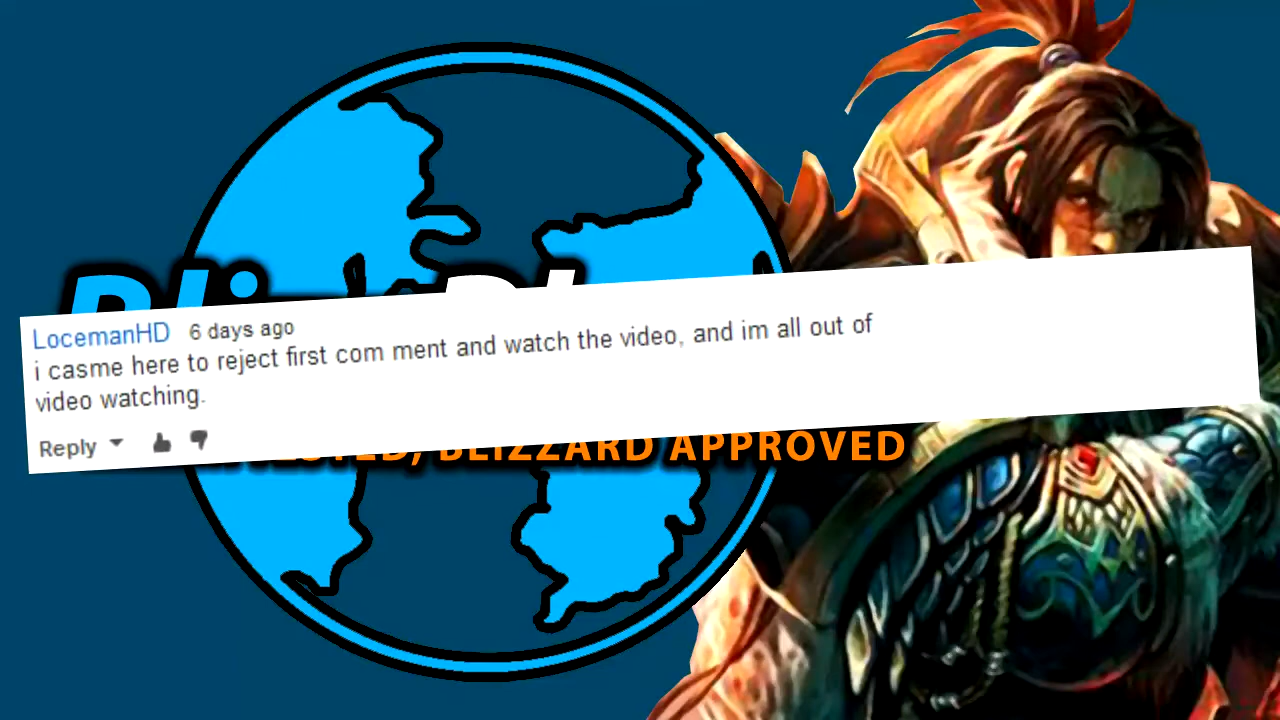 LocemanHD 6 days ago
i casme here to reject first com ment and watch the video, and im all out of
video watching.
Reply
BLIZZARD APPROVED